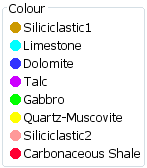 Colour
Siliciclastic1
Limestone
Dolomite
Talc
Gabbro
Quartz-Muscovite
Siliciclastic2
Carbonaceous Shale